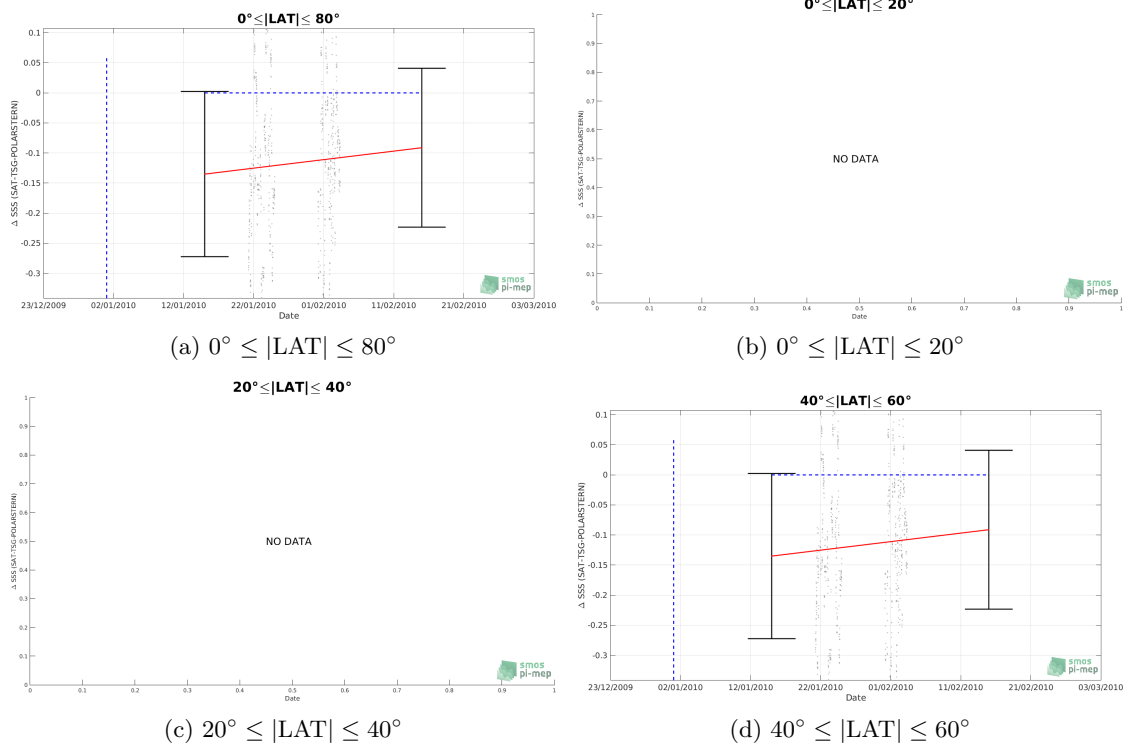 0°≤|LAT|≤ 80°
0.1
0.05
0
-0.05
-0.1
-0.15
-0.2
-0.25
-0.3
Δ SSS (SAT-TSG-POLARSTERN)
23/12/2009 02/01/2010 12/01/2010 22/01/2010 01/02/2010 11/02/2010 21/02/2010 03/03/2010
Date
smos
pi-mep
(a) 0° ≤ |LAT| ≤ 80°
0°≤|LAT|≤ 20°
1
0.9
0.8
0.7
0.6
0.5
0.4
0.3
0.2
0.1
0
Δ SSS (SAT-TSG-POLARSTERN)
NO DATA
0 0.1 0.2 0.3 0.4 0.5 0.6 0.7 0.8 0.9 1
Date
smos
pi-mep
(b) 0° ≤ |LAT| ≤ 20°
20°≤|LAT|≤ 40°
1
0.9
0.8
0.7
0.6
0.5
0.4
0.3
0.2
0.1
0
Δ SSS (SAT-TSG-POLARSTERN)
NO DATA
0 0.1 0.2 0.3 0.4 0.5 0.6 0.7 0.8 0.9 1
Date
smos
pi-mep
(c) 20° ≤ |LAT| ≤ 40°
40°≤|LAT|≤ 60°
0.1
0.05
0
-0.05
-0.1
-0.15
-0.2
-0.25
-0.3
Δ SSS (SAT-TSG-POLARSTERN)
23/12/2009 02/01/2010 12/01/2010 22/01/2010 01/02/2010 11/02/2010 21/02/2010 03/03/2010
Date
smos
pi-mep
(d) 40° ≤ |LAT| ≤ 60°